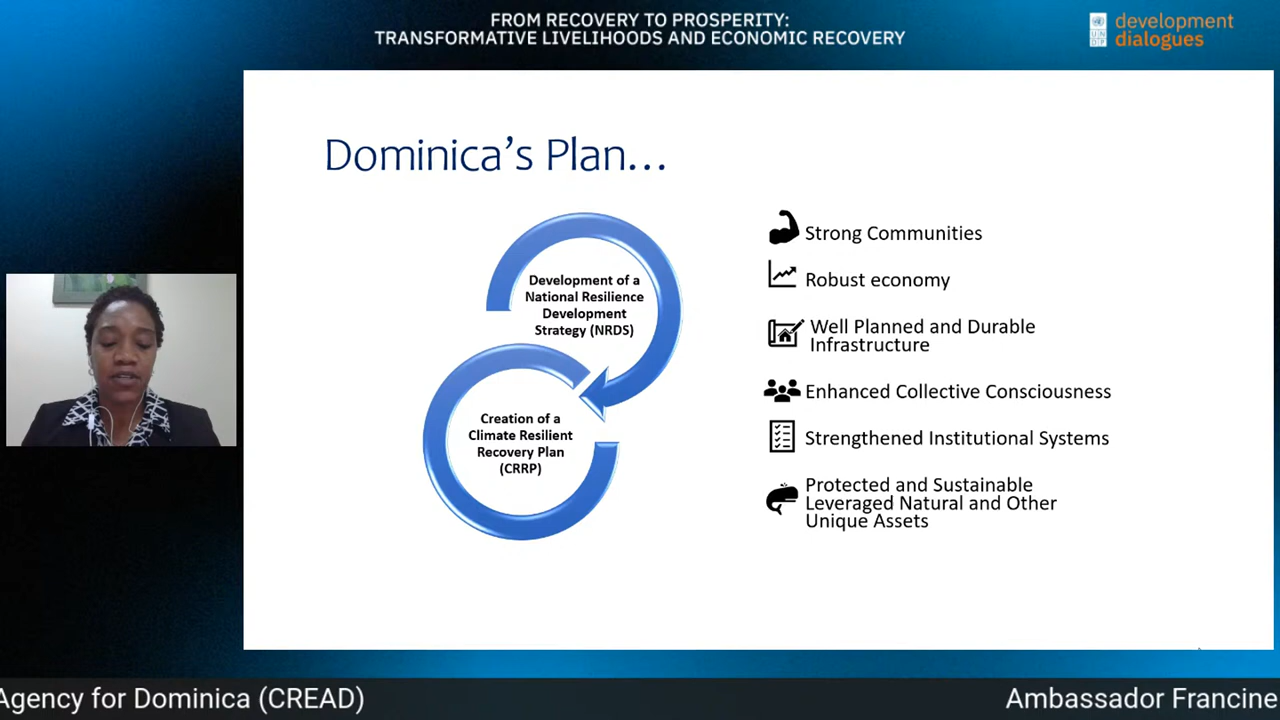 FROM RECOVERY TO PROSPERITY:
TRANSFORMATIVE LIVELIHOODS AND ECONOMIC RECOVERY
U N
D P
development
dialogues
Dominica’s Plan…
Development of a
National Resilience
Development
Strategy (NRDS)
Creation of a
Climate Resilient
Recovery Plan
(CRRP)
Strong Communities
Robust economy
Well Planned and Durable
Infrastructure
Enhanced Collective Consciousness
Strengthened Institutional Systems
Protected and Sustainable
Leveraged Natural and Other
Unique Assets
Agency for Dominica (CREAD)
Ambassador Francine